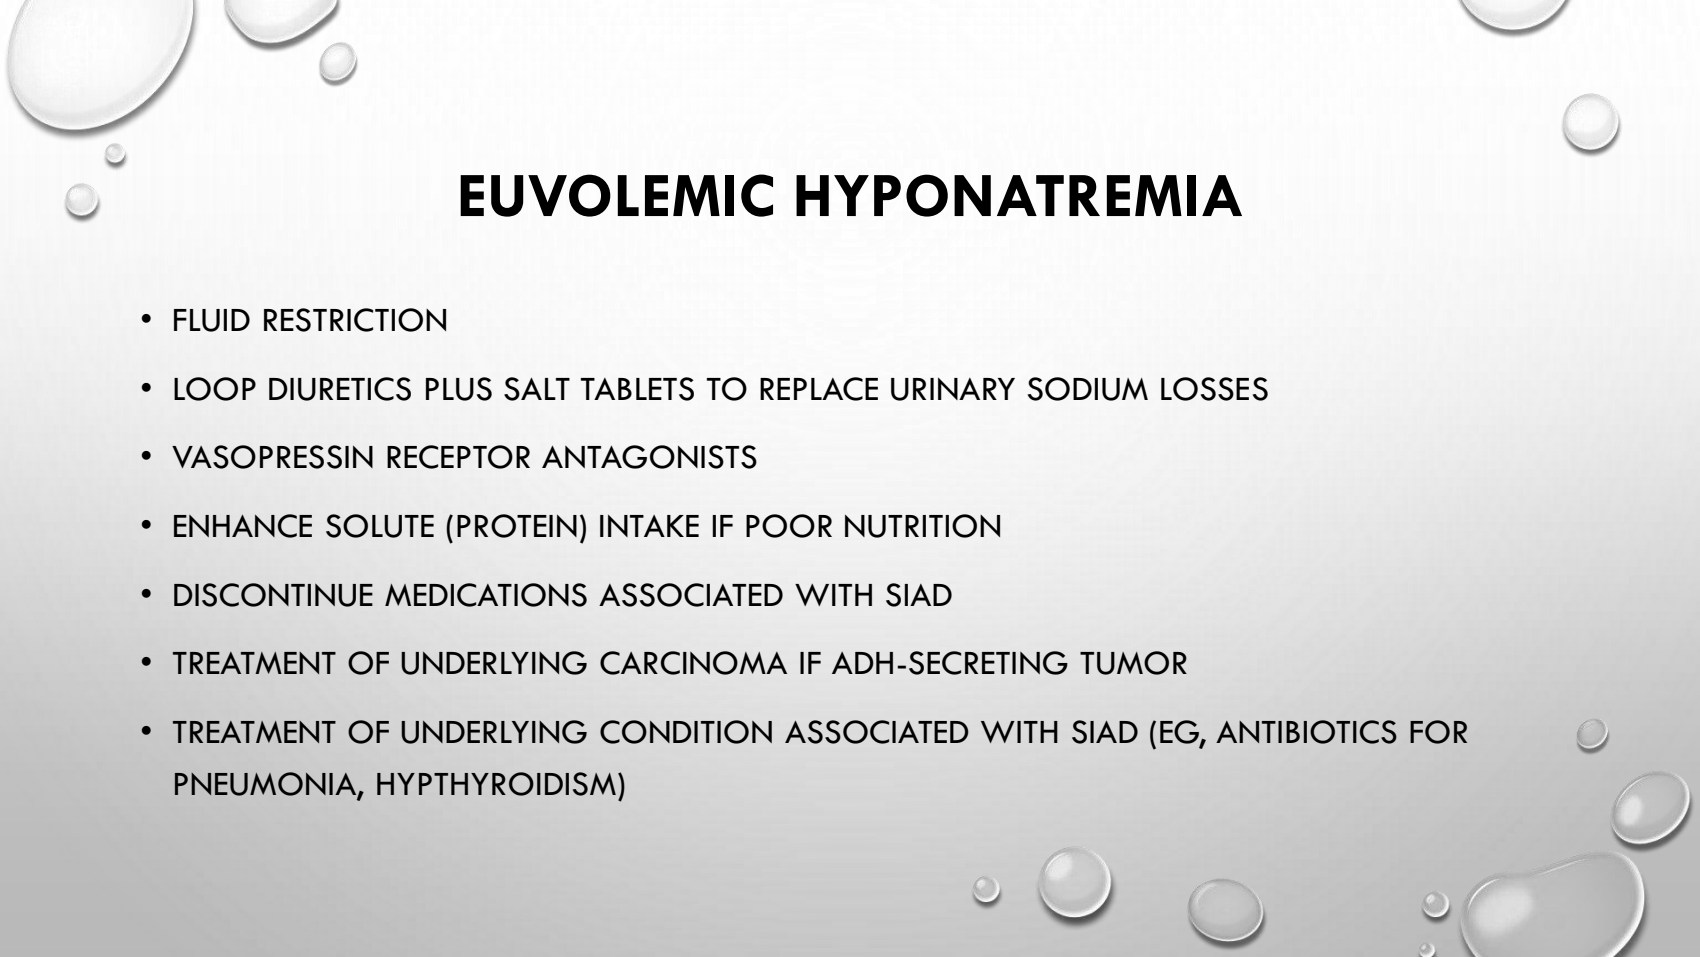 EUVOLEMIC HYPONATREMIA
• FLUID RESTRICTION
• LOOP DIURETICS PLUS SALT TABLETS TO REPLACE URINARY SODIUM LOSSES
• VASOPRESSIN RECEPTOR ANTAGONISTS
• ENHANCE SOLUTE (PROTEIN) INTAKE IF POOR NUTRITION
• DISCONTINUE MEDICATIONS ASSOCIATED WITH SIAD
• TREATMENT OF UNDERLYING CARCINOMA IF ADH-SECRETING TUMOR
• TREATMENT OF UNDERLYING CONDITION ASSOCIATED WITH SIAD (EG, ANTIBIOTICS FOR
PNEUMONIA, HYPTHYROIDISM)